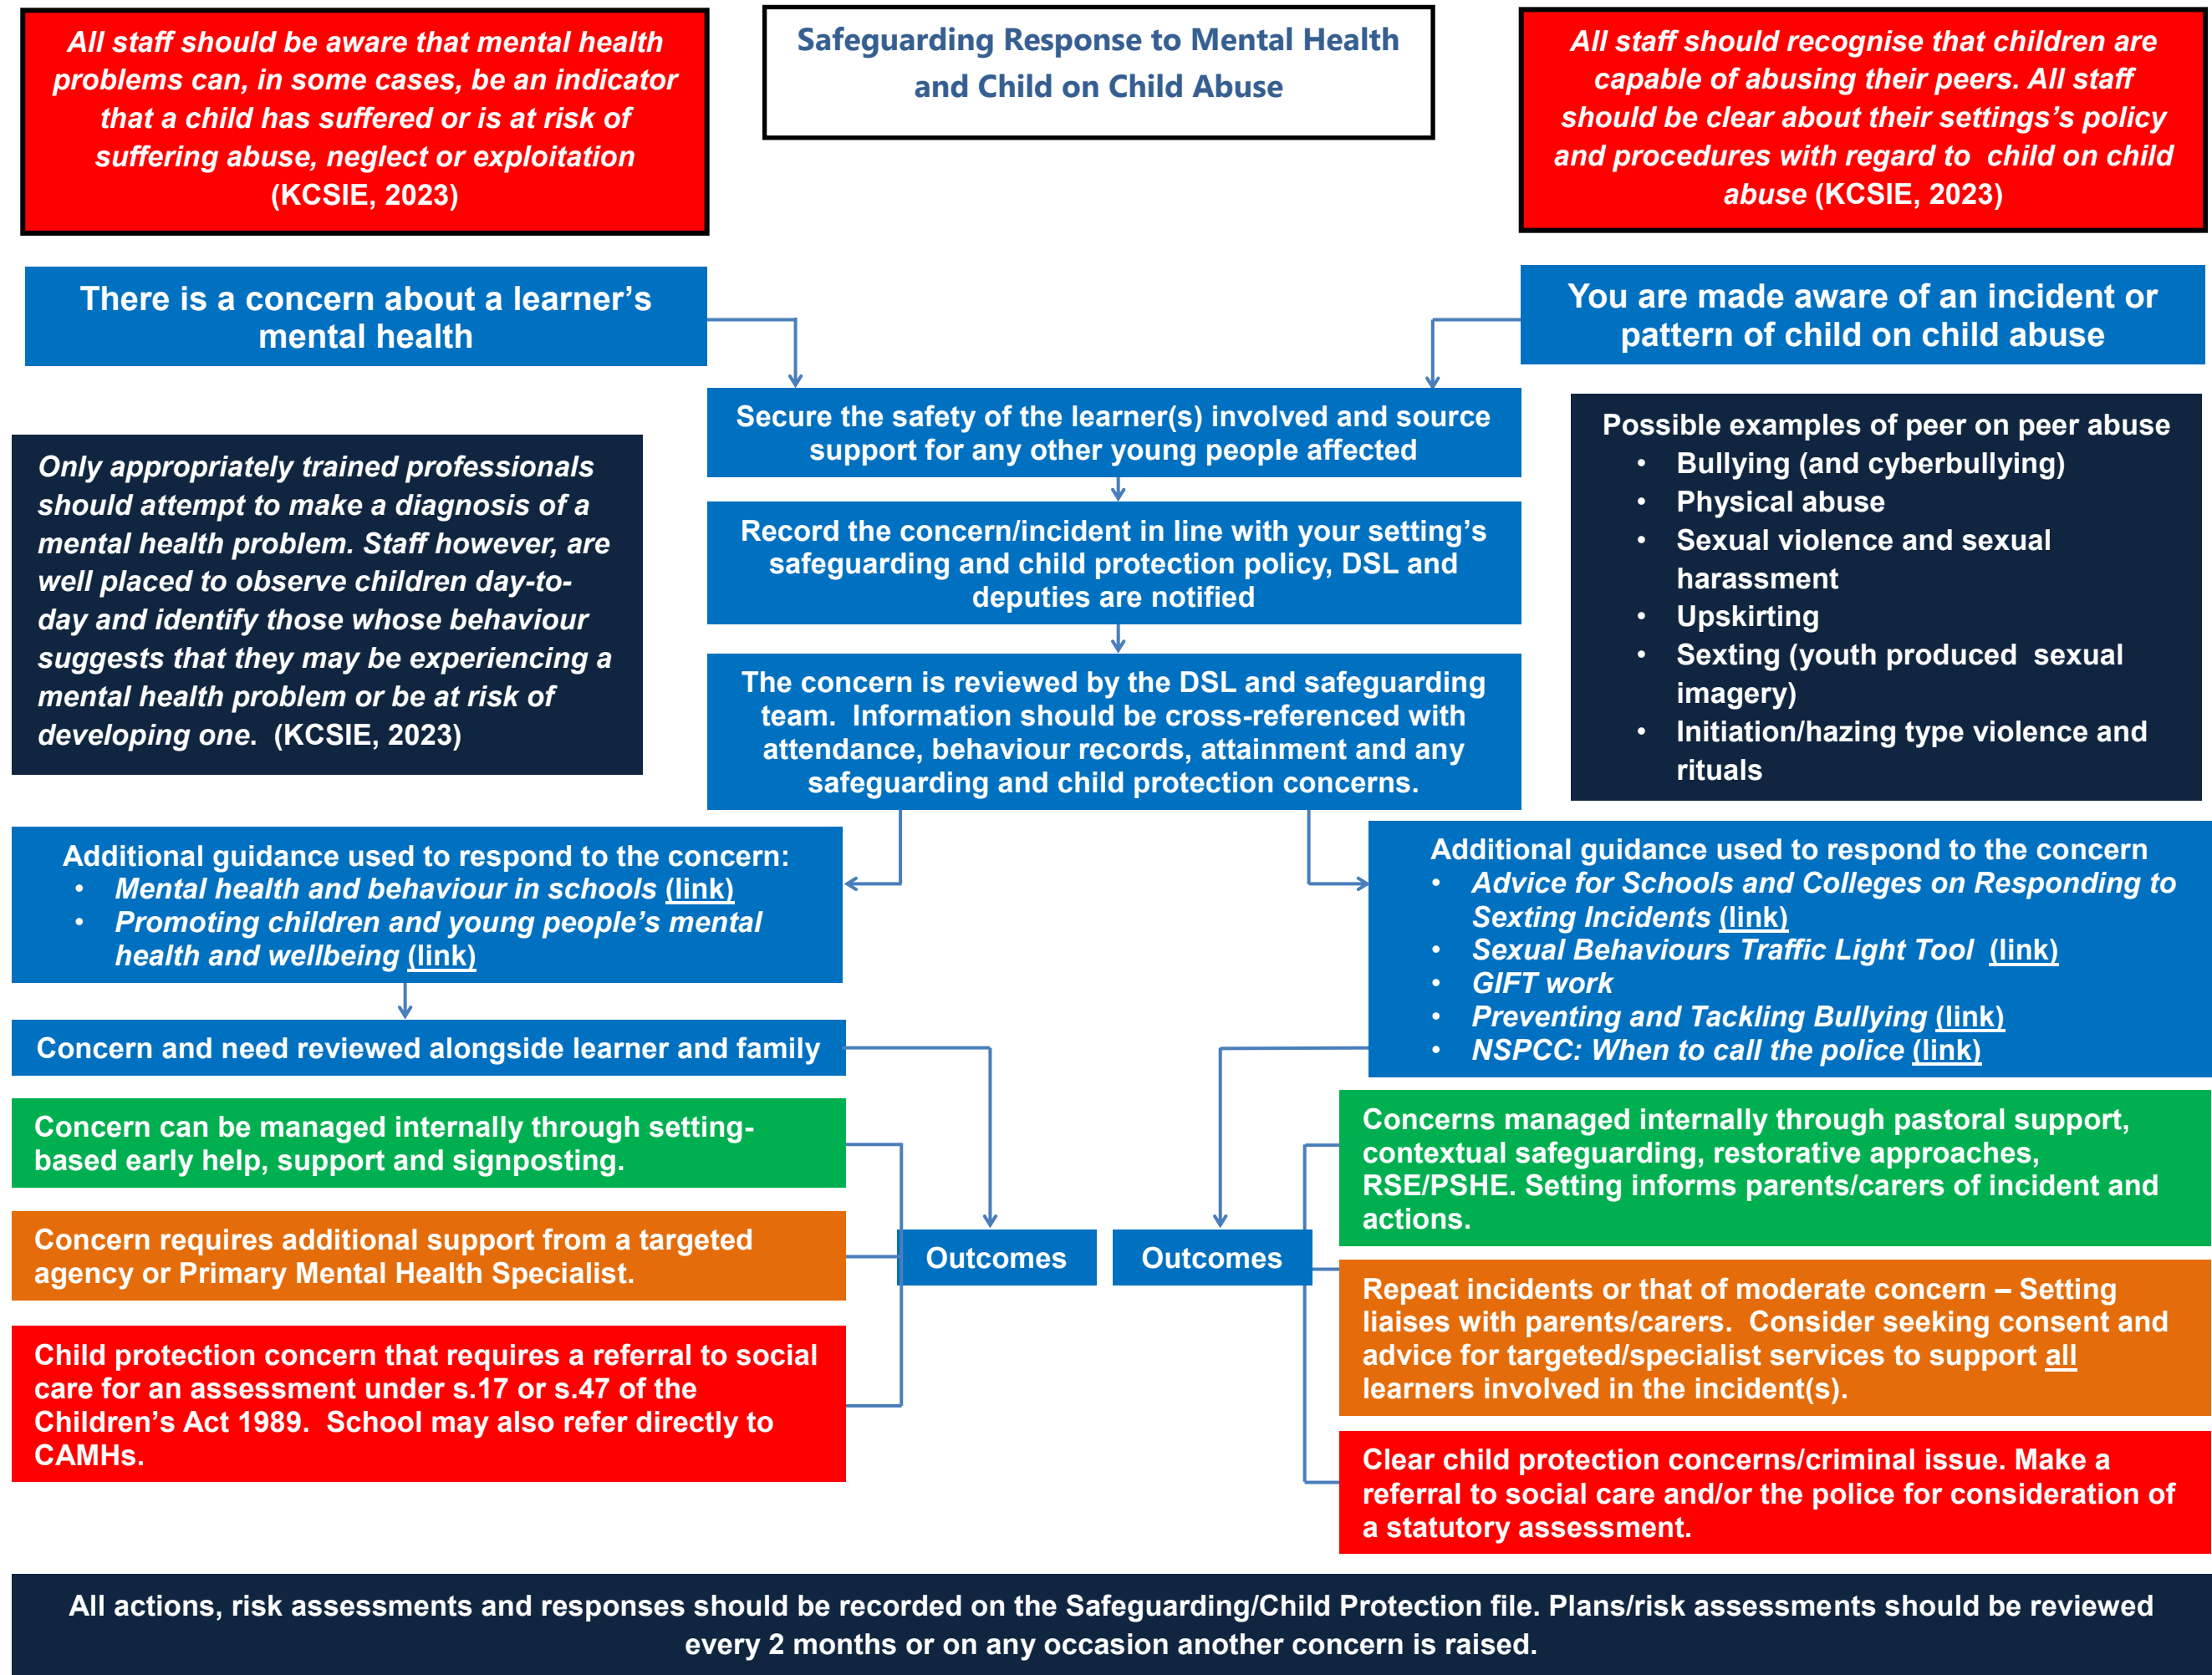 All staff should be aware that mental health
problems can, in some cases, be an indicator
that a child has suffered or is at risk of
suffering abuse, neglect or exploitation
(KCSIE, 2023)
Safeguarding Response to Mental Health
and Child on Child Abuse
All staff should recognise that children are
capable of abusing their peers. All staff
should be clear about their settings's policy
and procedures with regard to child on child
abuse (KCSIE, 2023)
There is a concern about a learner’s
mental health
You are made aware of an incident or
pattern of child on child abuse
Secure the safety of the learner(s) involved and source
support for any other young people affected
Only appropriately trained professionals
should attempt to make a diagnosis of a
mental health problem. Staff however, are
well placed to observe children day-to-
day and identify those whose behaviour
suggests that they may be experiencing a
mental health problem or be at risk of
developing one. (KCSIE, 2023)
Record the concern/incident in line with your setting’s
safeguarding and child protection policy, DSL and
deputies are notified
The concern is reviewed by the DSL and safeguarding
team. Information should be cross-referenced with
attendance, behaviour records, attainment and any
safeguarding and child protection concerns.
Possible examples of peer on peer abuse
• Bullying (and cyberbullying)
• Physical abuse
• Sexual violence and sexual
harassment
• Upskirting
• Sexting (youth produced sexual
imagery)
• Initiation/hazing type violence and
rituals
Additional guidance used to respond to the concern:
• Mental health and behaviour in schools (link)
• Promoting children and young people’s mental
health and wellbeing (link)
Additional guidance used to respond to the concern
• Advice for Schools and Colleges on Responding to
Sexting Incidents (link)
• Sexual Behaviours Traffic Light Tool (link)
• GIFT work
• Preventing and Tackling Bullying (link)
• NSPCC: When to call the police (link)
Concern and need reviewed alongside learner and family
Concern can be managed internally through setting-
based early help, support and signposting.
Concern requires additional support from a targeted
agency or Primary Mental Health Specialist.
Child protection concern that requires a referral to social
care for an assessment under s.17 or s.47 of the
Children’s Act 1989. School may also refer directly to
CAMHs.
Outcomes
Outcomes
Concerns managed internally through pastoral support,
contextual safeguarding, restorative approaches,
RSE/PSHE. Setting informs parents/carers of incident and
actions.
Repeat incidents or that of moderate concern – Setting
liaises with parents/carers. Consider seeking consent and
advice for targeted/specialist services to support all
learners involved in the incident(s).
Clear child protection concerns/criminal issue. Make a
referral to social care and/or the police for consideration of
a statutory assessment.
All actions, risk assessments and responses should be recorded on the Safeguarding/Child Protection file. Plans/risk assessments should be reviewed
every 2 months or on any occasion another concern is raised.